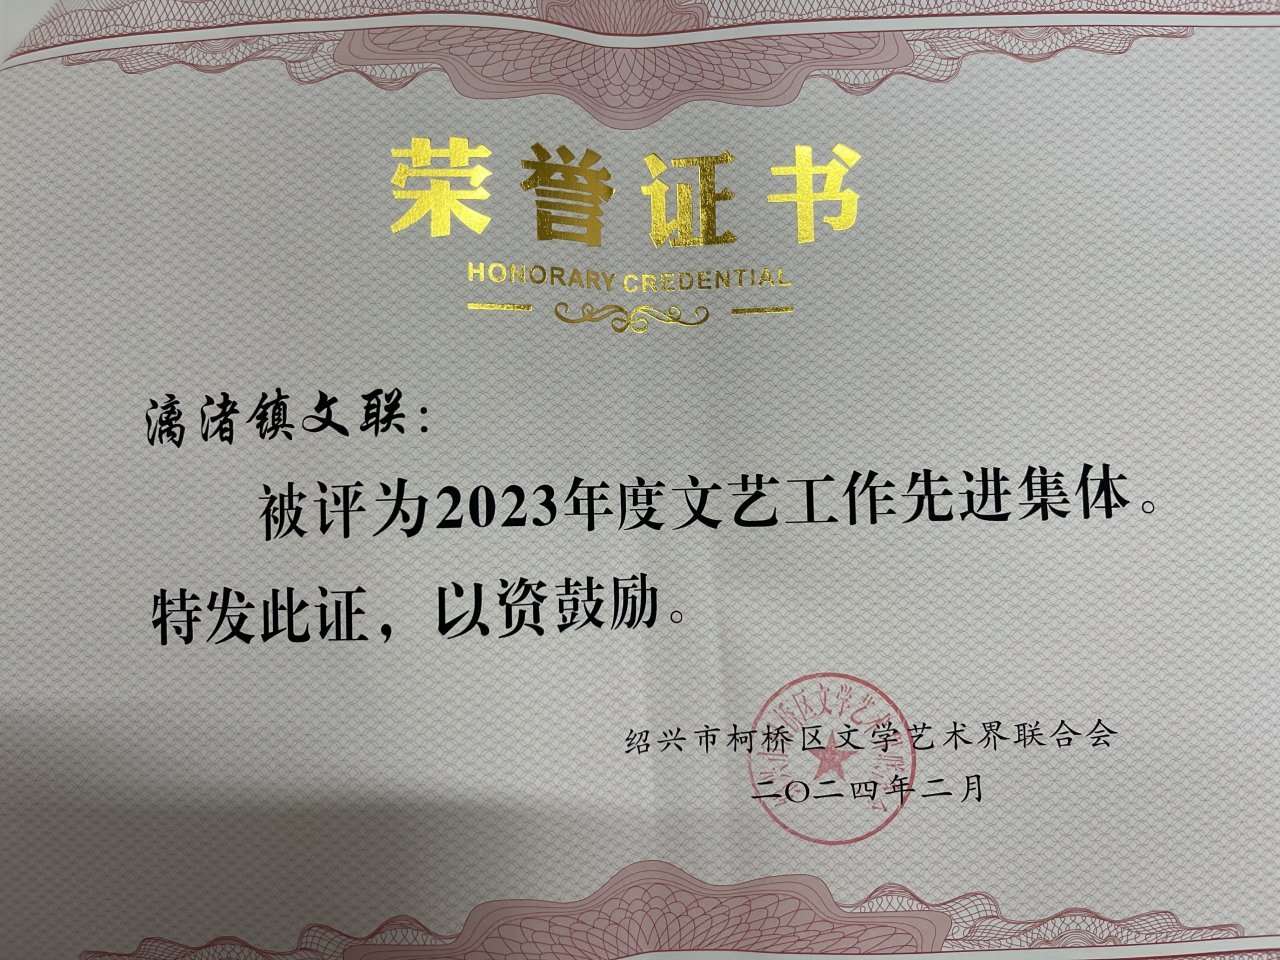 荣誉证书
HONORARY CREDENTIAL
漓渚镇文联：
被评为2023年度文艺工作先进集体。
特发此证，以资鼓励。
绍兴市柯桥区文学艺术界联合会
二〇二四年二月